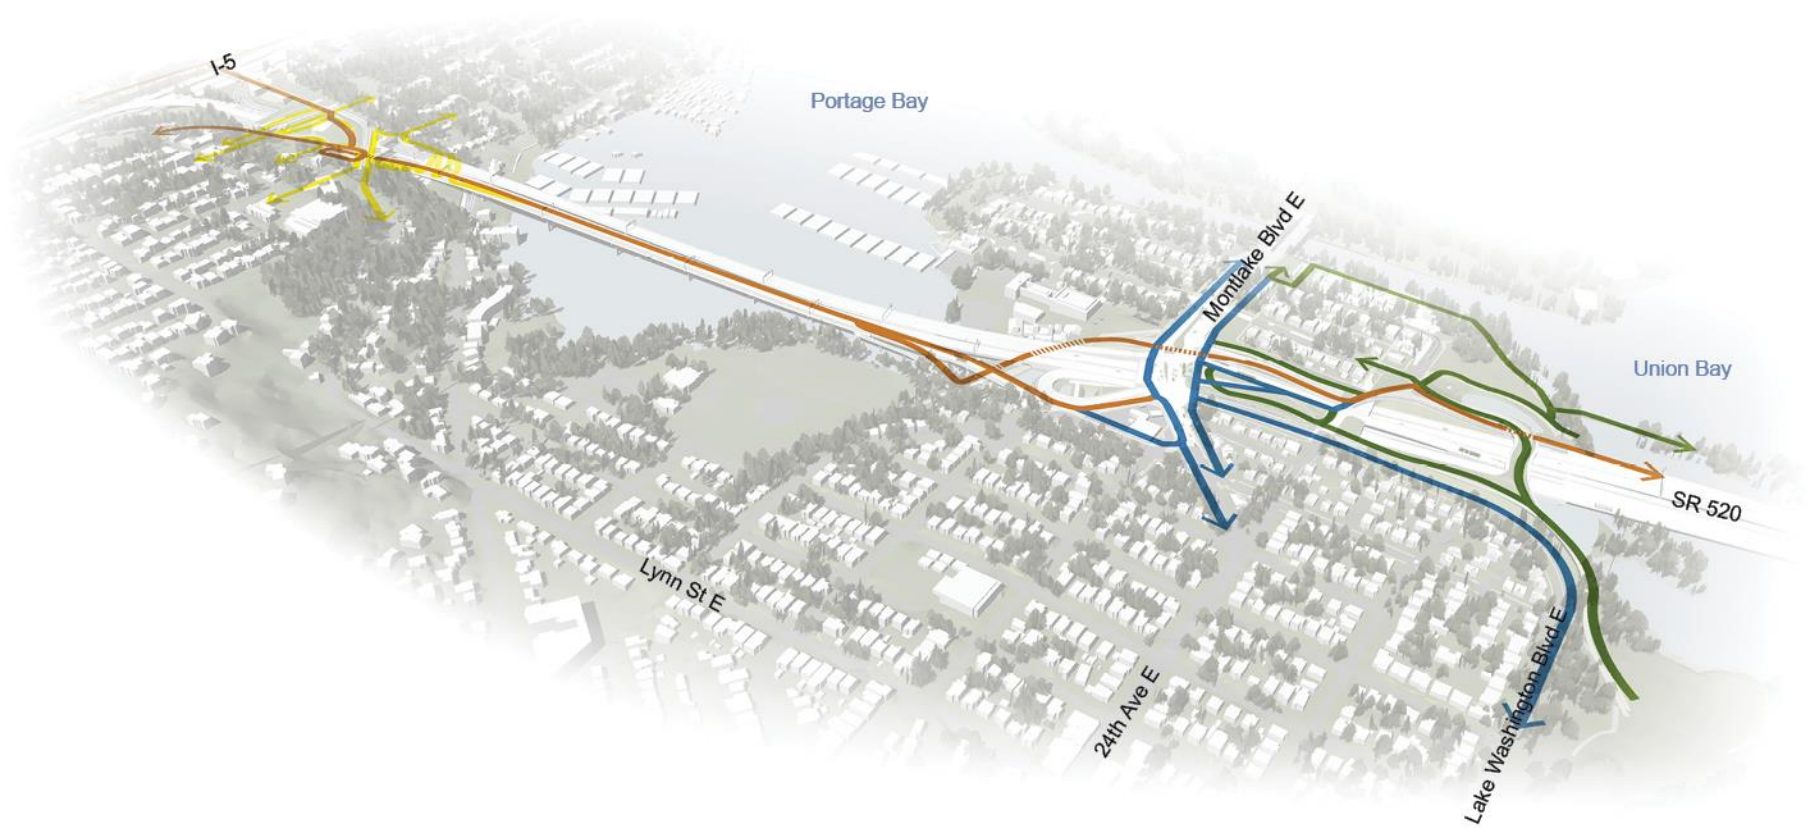 I-5
Portage Bay
Montlake Blvd E
Union Bay
SR 520
Lynn St E
24th Ave E
Lake Washington Blvd E